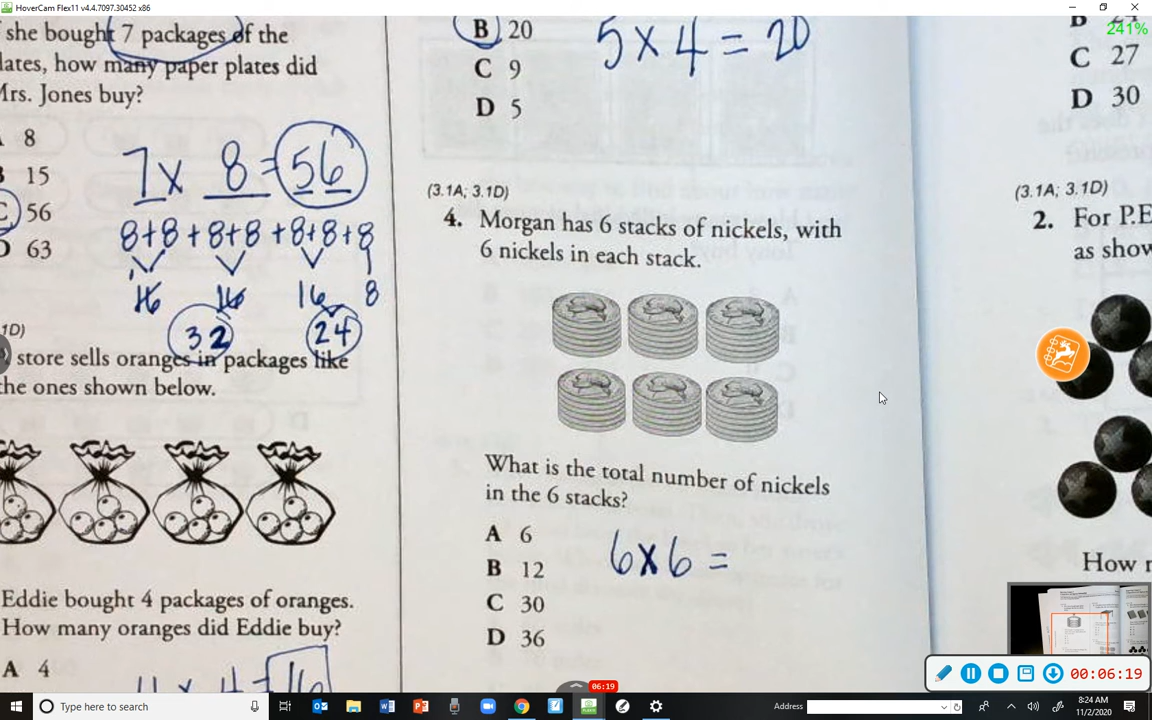 HoverCam Flex11 v4.4.7097.30452 x86
241%
she bought 7 packages of the
lates, how many paper plates did
Mrs. Jones buy?
8
15
C 56
D 63
7 x 8 = 56
8+8+8+8+8+8+8
16 16 16 8
32 24
1D)
store sells oranges in packages like
the ones shown below.
Eddie bought 4 packages of oranges.
How many oranges did Eddie buy?
A 4
4 x 4 = 16
B 20
C 9
D 5
5 x 4 = 20
(3.1A; 3.1D)
4. Morgan has 6 stacks of nickels, with
6 nickels in each stack.
What is the total number of nickels
in the 6 stacks?
A 6
B 12
C 30
D 36
6x6 =
B 24
C 27
D 30
(3.1A; 3.1D)
2. For P.E
as show
How
00:06:19
06:19
Type here to search
Address
8:24 AM
11/2/2020